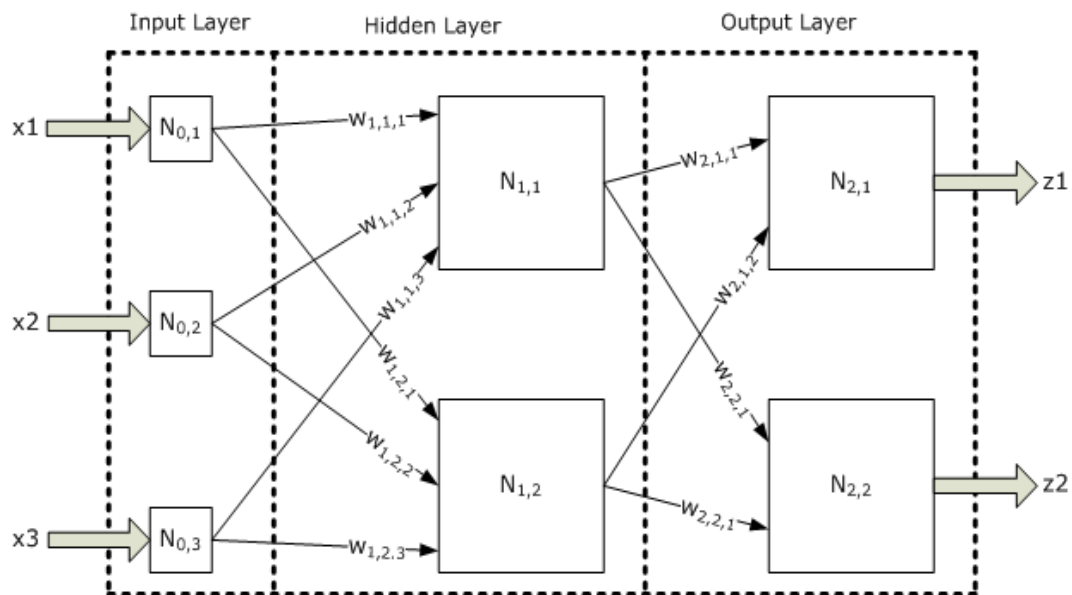 Input Layer
Hidden Layer
Output Layer
x1
N0,1
w1,1,1
N1,1
w2,1,1
N2,1
z1
w1,1,2
w1,1,3
w2,1,2
x2
N0,2
w1,2,1
w2,2,1
w1,2,2
N1,2
N2,2
z2
x3
N0,3
w1,2.3
w2,2,1